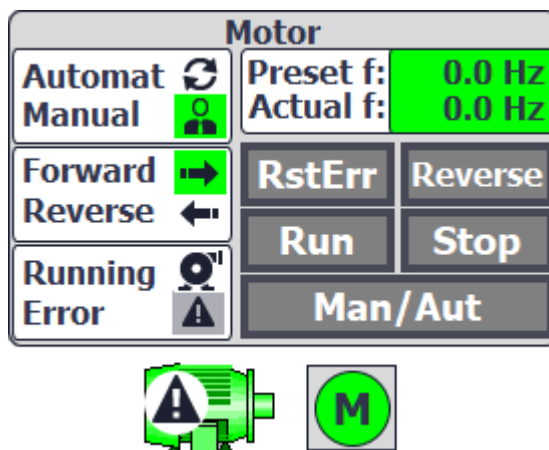 Motor
Automat
Manual
Preset f: 0.0 Hz
Actual f: 0.0 Hz
Forward
Reverse
RstErr
Reverse
Run
Stop
Running
Error
Man/Aut
M